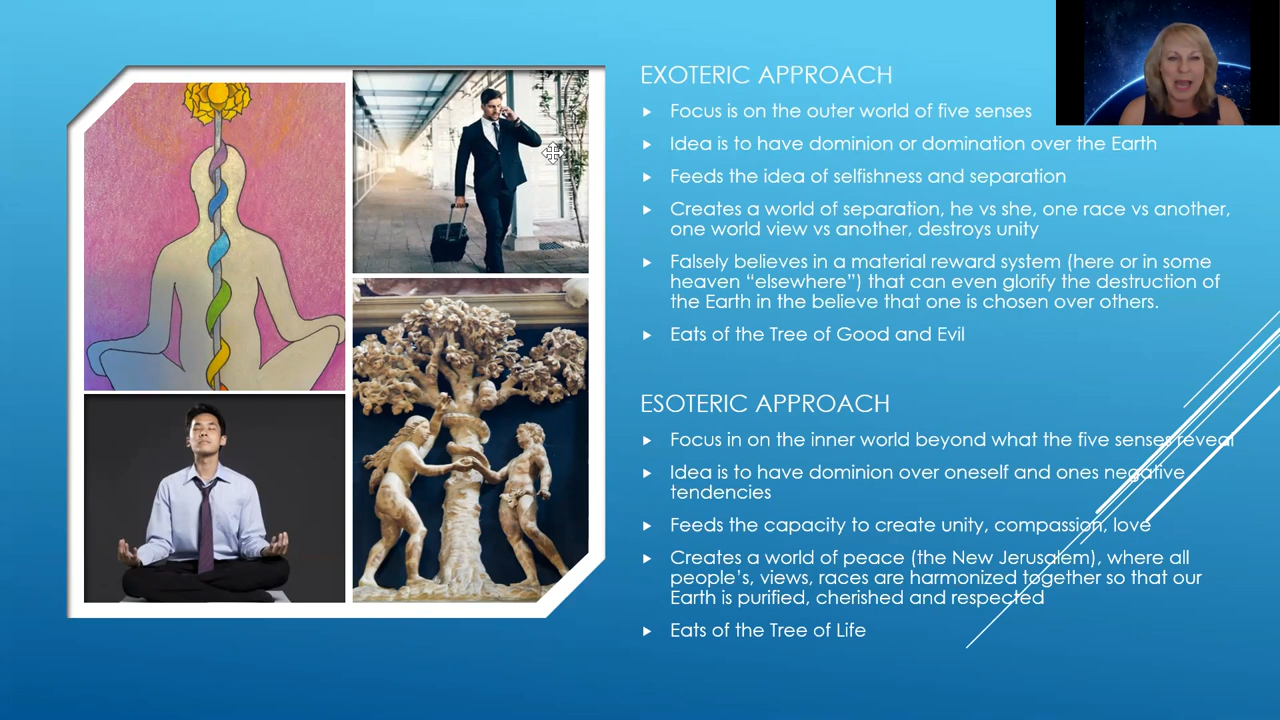 EXOTERIC APPROACH
Focus is on the outer world of five senses
Idea is to have dominion or domination over the Earth
Feeds the idea of selfishness and separation
Creates a world of separation, he vs she, one race vs another,
one world view vs another, destroys unity
Falsely believes in a material reward system (here or in some
heaven “elsewhere”) that can even glorify the destruction of
the Earth in the believe that one is chosen over others.
Eats of the Tree of Good and Evil
ESOTERIC APPROACH
Focus in on the inner world beyond what the five senses reveal
Idea is to have dominion over oneself and ones negative
tendencies
Feeds the capacity to create unity, compassion, love
Creates a world of peace (the New Jerusalem), where all
people’s, views, races are harmonized together so that our
Earth is purified, cherished and respected
Eats of the Tree of Life